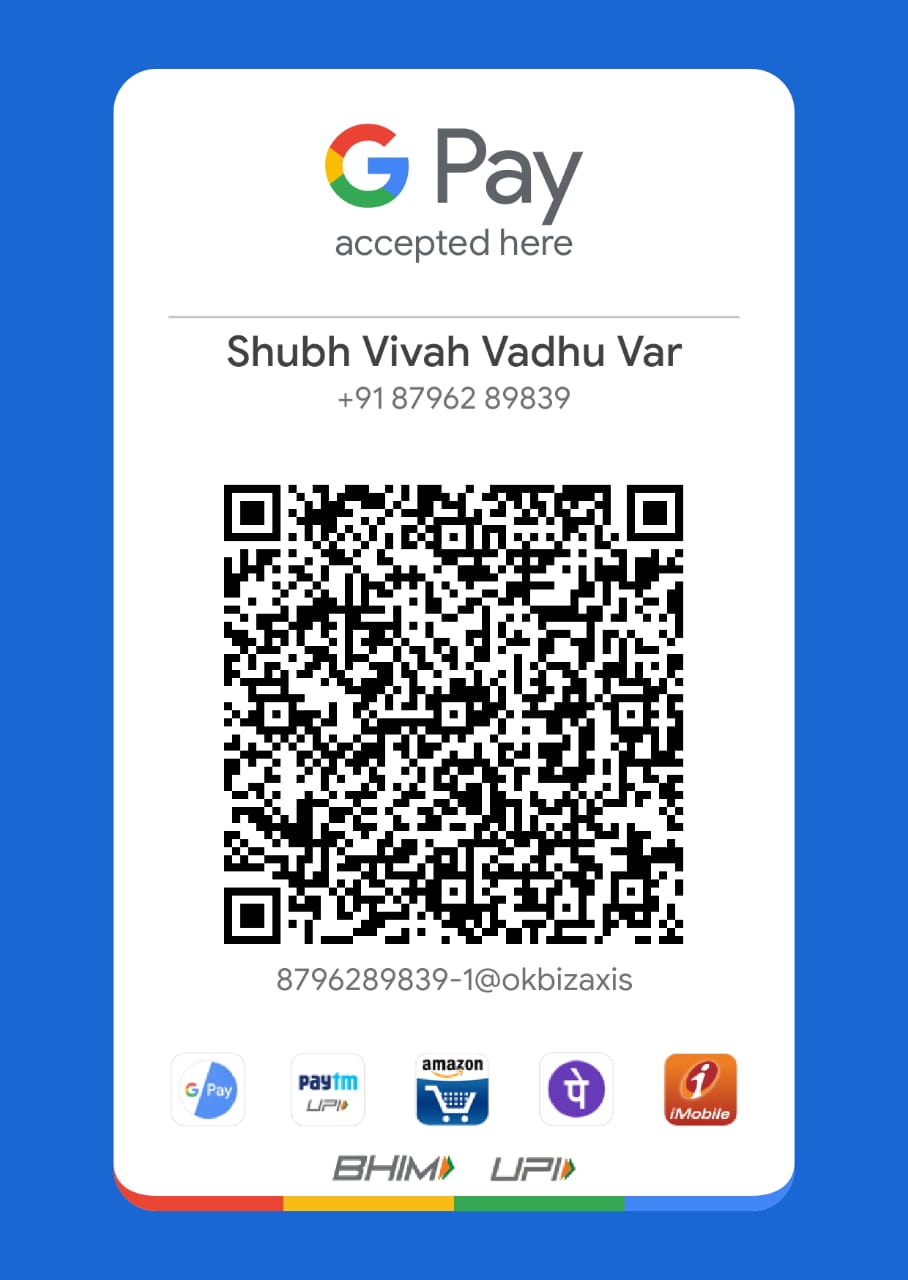 G Pay
accepted here
Shubh Vivah Vadhu Var
+91 87962 89839
8796289839-1@okbizaxis
G Pay
paytm
UPI
amazon
पे
i
iMobile
BHIM UPI